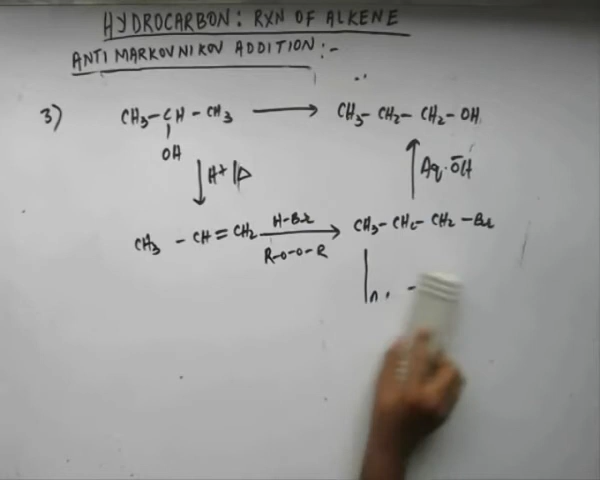 HYDROCARBON: RXN OF ALKENE
ANTI MARKOVNIKOV ADDITION:-
3) CH₃-CH-CH₃ ⟶ CH₃-CH₂-CH₂-OH
OH
H⁺/Δ
Aq. ŌH
CH₃-CH=CH₂ H-Br ⟶ CH₃-CH₂-CH₂-Br
R-O-O-R